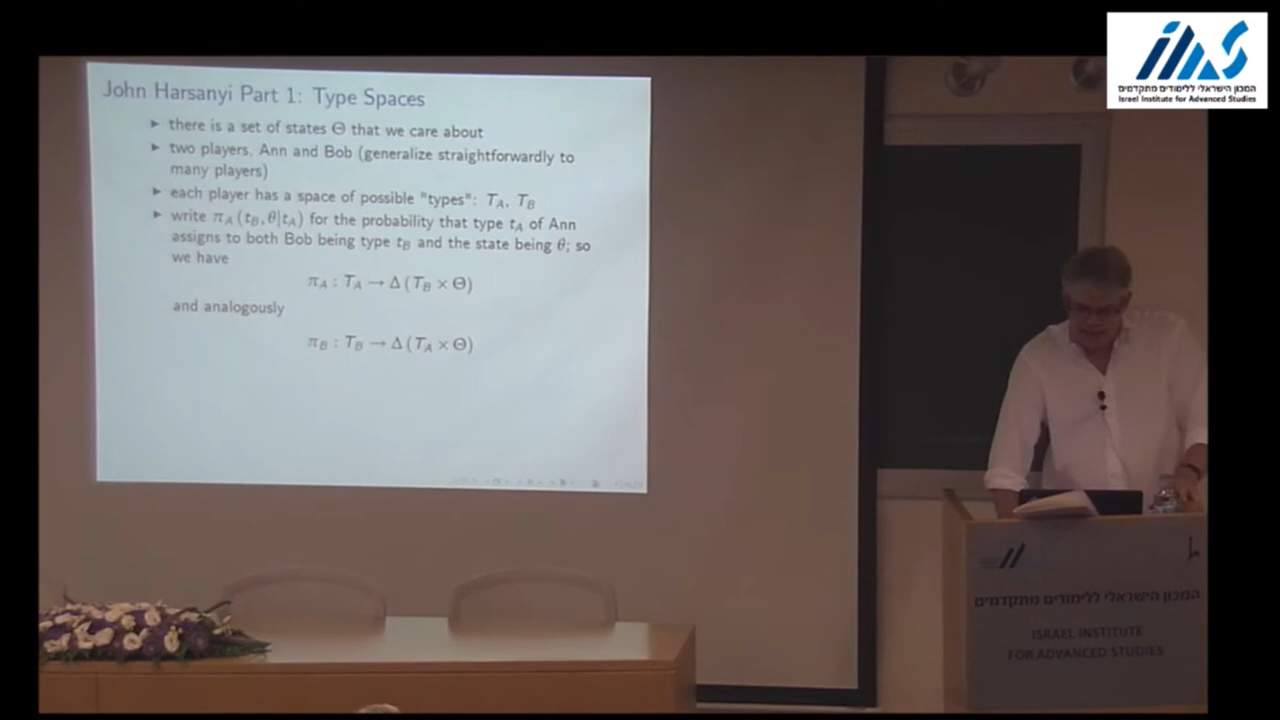 John Harsanyi Part 1: Type Spaces
▶ there is a set of states Θ that we care about
▶ two players, Ann and Bob (generalize straightforwardly to
many players)
▶ each player has a space of possible "types": T_A, T_B
▶ write π_A (t_B, θ|t_A) for the probability that type t_A of Ann
assigns to both Bob being type t_B and the state being θ; so
we have
π_A : T_A → Δ (T_B × Θ)
and analogously
π_B : T_B → Δ (T_A × Θ)
המכון הישראלי ללימודים מתקדמים
Israel Institute for Advanced Studies
המכון הישראלי ללימודים מתקדמים
ISRAEL INSTITUTE
FOR ADVANCED STUDIES